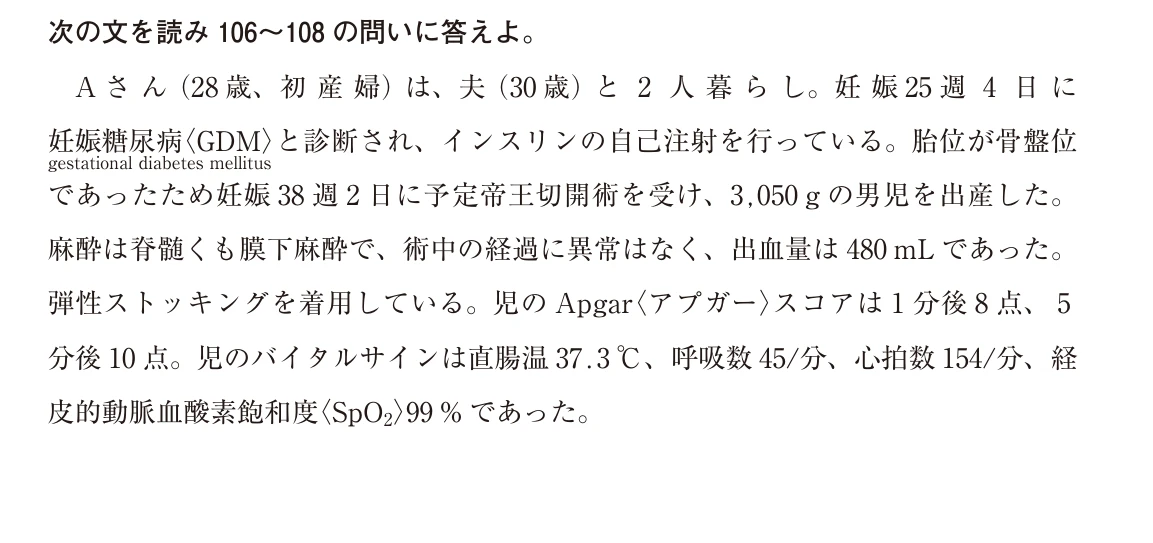 次の文を読み 106〜108 の問いに答えよ。
A さ ん (28 歳、初 産 婦) は、夫 (30 歳) と 2 人 暮 ら し。妊 娠 25 週 4 日 に
妊娠糖尿病〈GDM〉と診断され、インスリンの自己注射を行っている。胎位が骨盤位
gestational diabetes mellitus
であったため妊娠 38 週 2 日に予定帝王切開術を受け、3,050 g の男児を出産した。
麻酔は脊髄くも膜下麻酔で、術中の経過に異常はなく、出血量は 480 mL であった。
弾性ストッキングを着用している。児の Apgar〈アプガー〉スコアは 1 分後 8 点、5
分後 10 点。児のバイタルサインは直腸温 37.3 ℃、呼吸数 45/分、心拍数 154/分、経
皮的動脈血酸素飽和度〈SpO₂〉99 % であった。